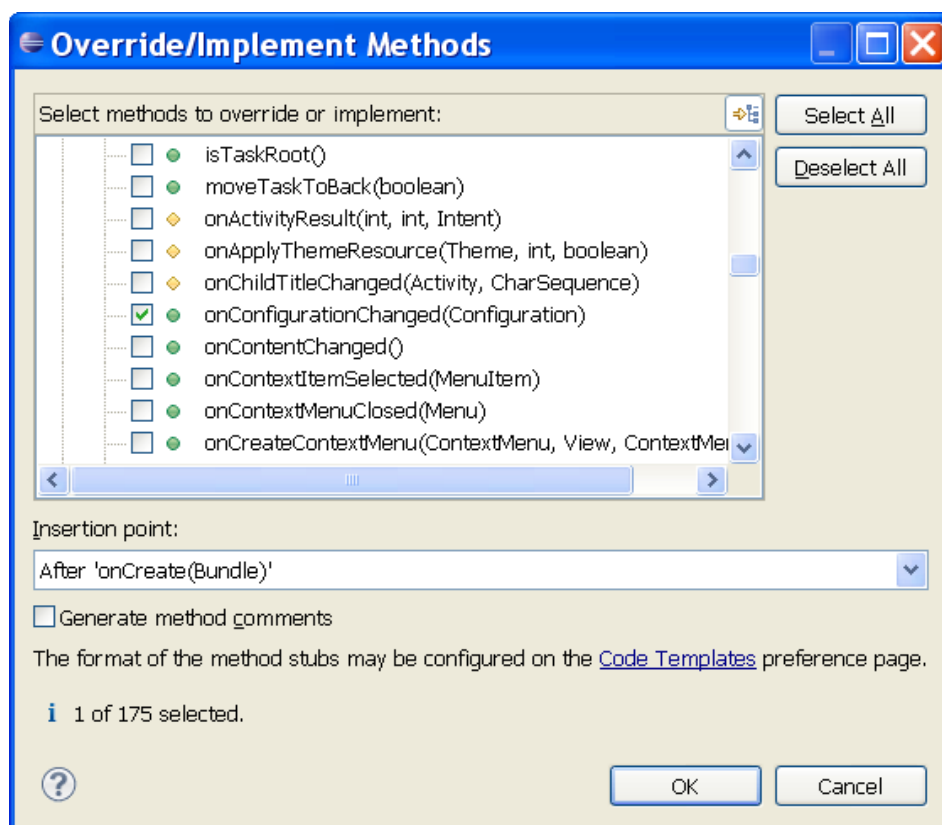 Override/Implement Methods
Select methods to override or implement:
Select All
isTaskRoot()
moveTaskToBack(boolean)
Deselect All
onActivityResult(int, int, Intent)
onApplyThemeResource(Theme, int, boolean)
onChildTitleChanged(Activity, CharSequence)
onConfigurationChanged(Configuration)
onContentChanged()
onContextItemSelected(MenuItem)
onContextMenuClosed(Menu)
onCreateContextMenu(ContextMenu, View, ContextMe
Insertion point:
After 'onCreate(Bundle)'
Generate method comments
The format of the method stubs may be configured on the Code Templates preference page.
i 1 of 175 selected.
?
OK
Cancel